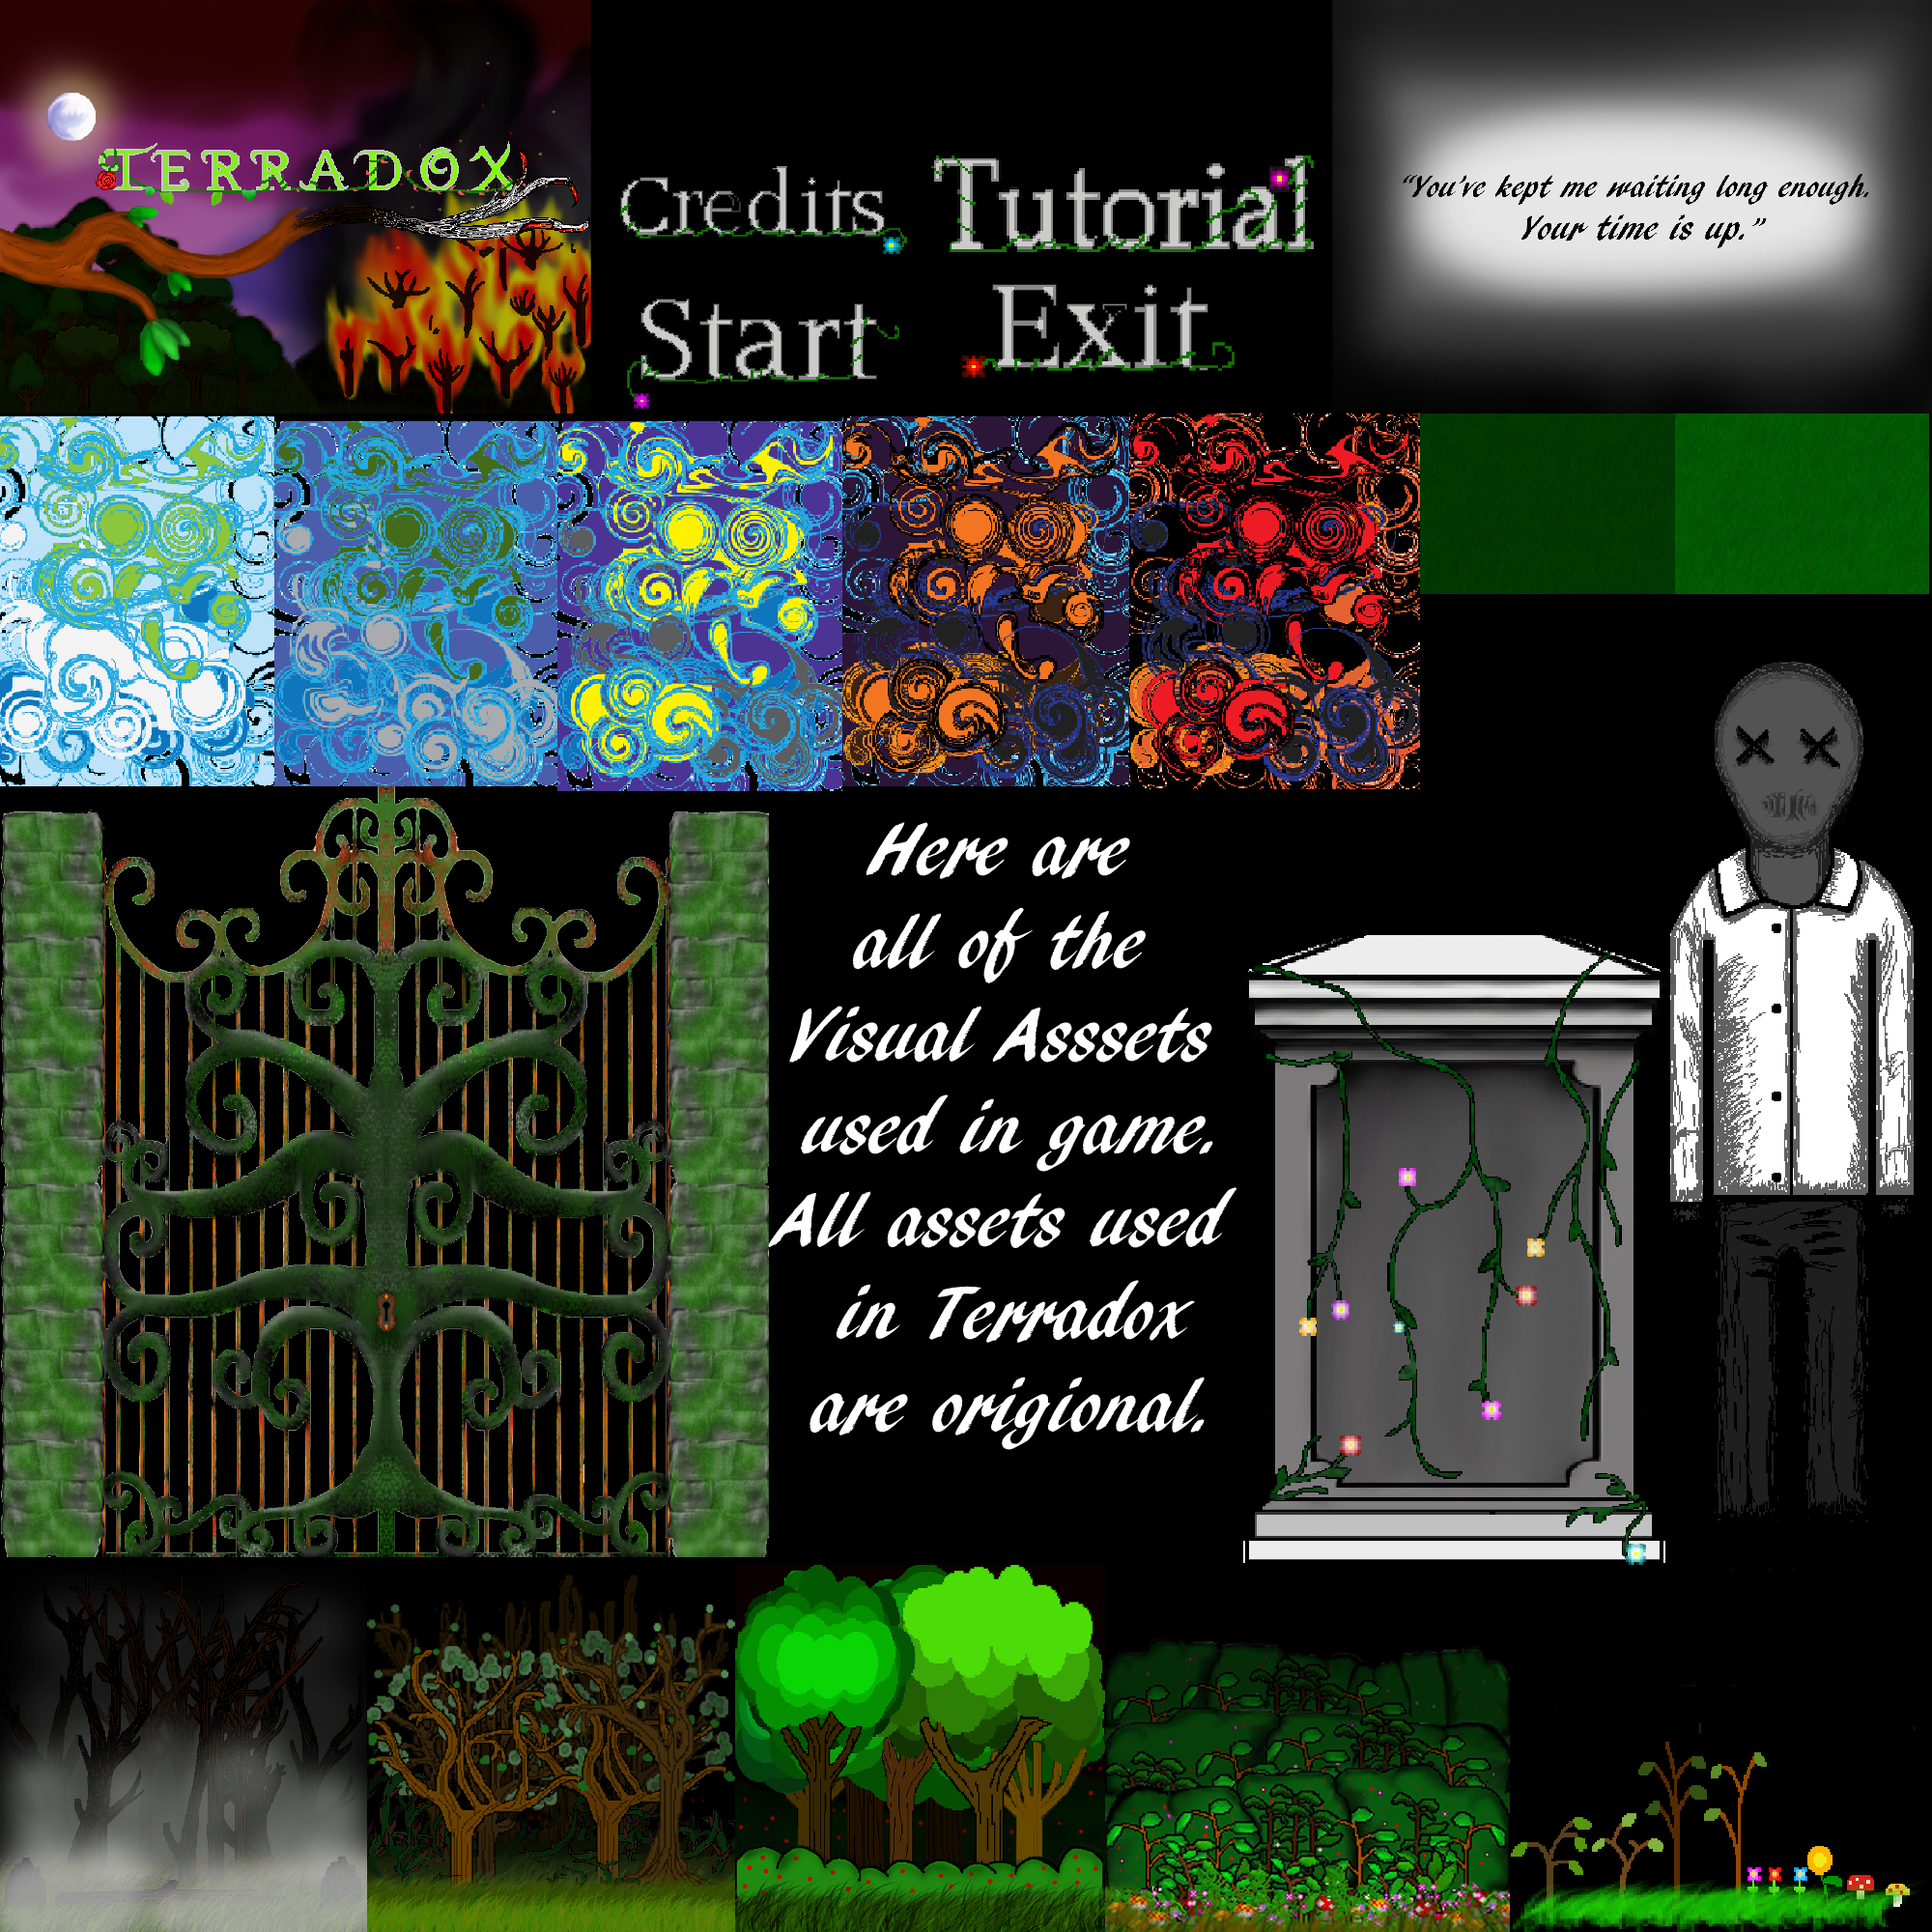 TERRADOX
Credits
Tutorial
Start
Exit
“You've kept me waiting long enough.
Your time is up.”
Here are
all of the
Visual Asssets
used in game.
All assets used
in Terradox
are origional.